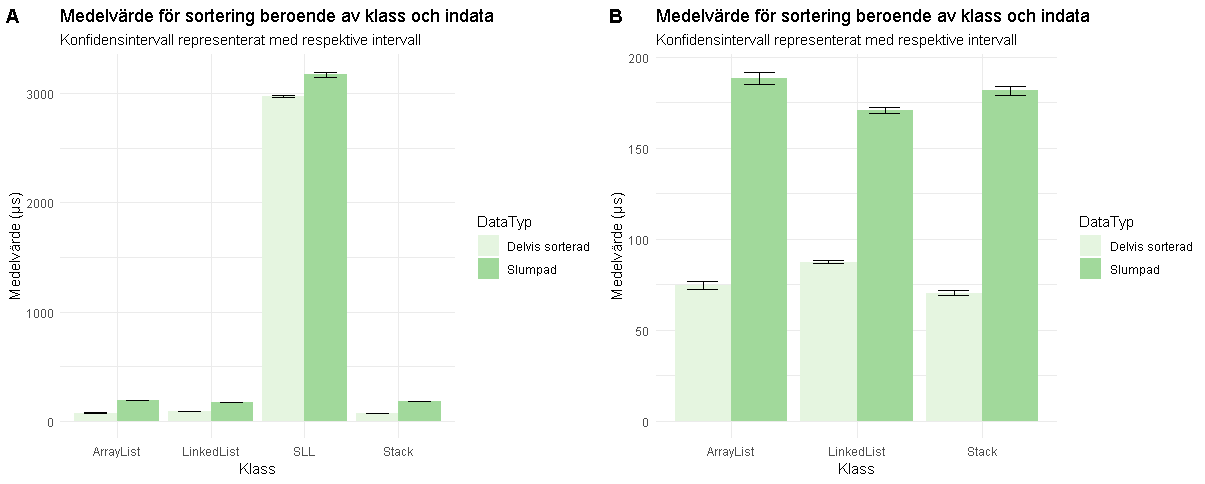 A
Medelvärde för sortering beroende av klass och indata
Konfidensintervall representerat med respektive intervall
Medelvärde (µs)
3000
2000
1000
0
ArrayList
LinkedList
SLL
Stack
Klass
DataTyp
Delvis sorterad
Slumpad
B
Medelvärde för sortering beroende av klass och indata
Konfidensintervall representerat med respektive intervall
Medelvärde (µs)
200
150
100
50
0
ArrayList
LinkedList
Stack
Klass
DataTyp
Delvis sorterad
Slumpad